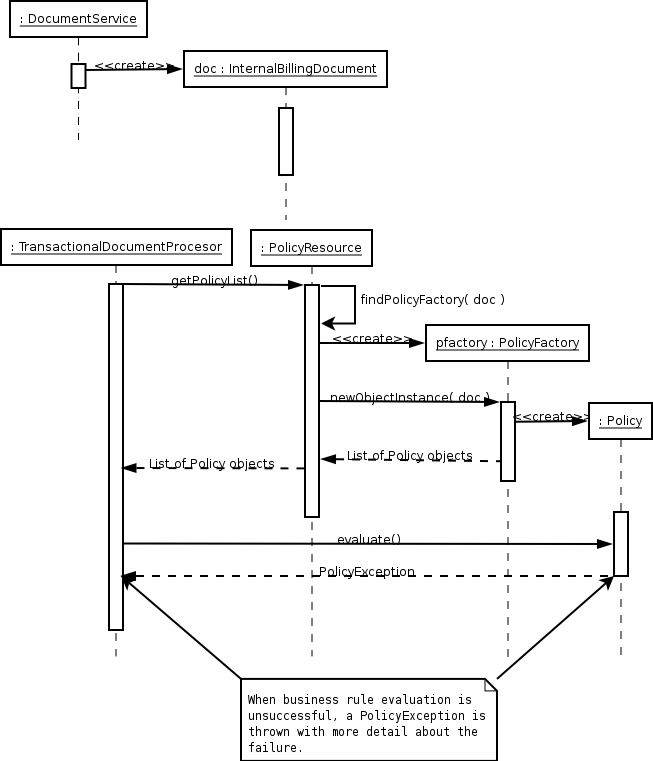 : DocumentService
<<create>>
doc : InternalBillingDocument
: TransactionalDocumentProcesor
: PolicyResource
getPolicyList()
findPolicyFactory( doc )
<<create>>
pfactory : PolicyFactory
newObjectInstance( doc )
<<create>>
: Policy
List of Policy objects
List of Policy objects
evaluate()
PolicyException
When business rule evaluation is
unsuccessful, a PolicyException is
thrown with more detail about the
failure.